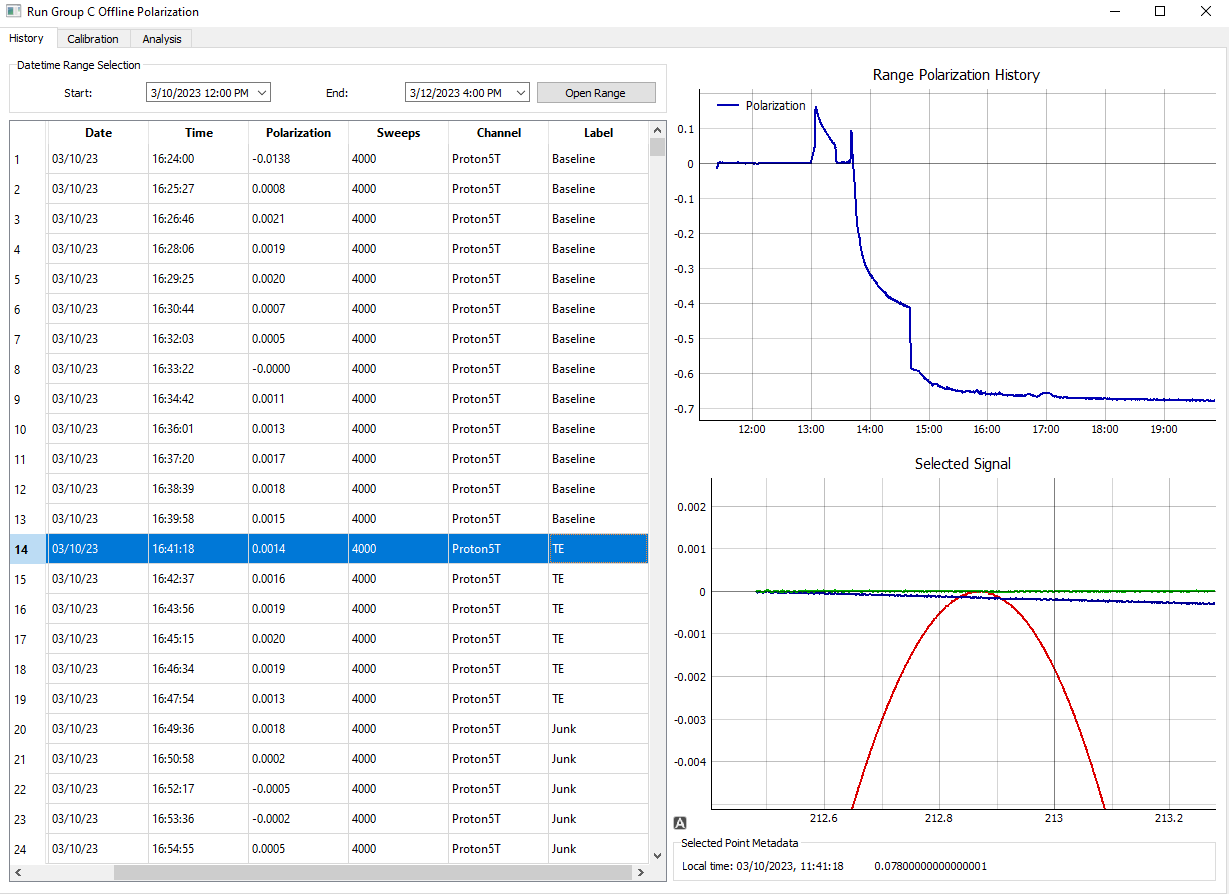 Run Group C Offline Polarization
History Calibration Analysis
Datetime Range Selection
Start: 3/10/2023 12:00 PM End: 3/12/2023 4:00 PM Open Range
Date Time Polarization Sweeps Channel Label
1 03/10/23 16:24:00 -0.0138 4000 Proton5T Baseline
2 03/10/23 16:25:27 0.0008 4000 Proton5T Baseline
3 03/10/23 16:26:46 0.0021 4000 Proton5T Baseline
4 03/10/23 16:28:06 0.0019 4000 Proton5T Baseline
5 03/10/23 16:29:25 0.0020 4000 Proton5T Baseline
6 03/10/23 16:30:44 0.0007 4000 Proton5T Baseline
7 03/10/23 16:32:03 0.0005 4000 Proton5T Baseline
8 03/10/23 16:33:22 -0.0000 4000 Proton5T Baseline
9 03/10/23 16:34:42 0.0011 4000 Proton5T Baseline
10 03/10/23 16:36:01 0.0013 4000 Proton5T Baseline
11 03/10/23 16:37:20 0.0017 4000 Proton5T Baseline
12 03/10/23 16:38:39 0.0018 4000 Proton5T Baseline
13 03/10/23 16:39:58 0.0015 4000 Proton5T Baseline
14 03/10/23 16:41:18 0.0014 4000 Proton5T TE
15 03/10/23 16:42:37 0.0016 4000 Proton5T TE
16 03/10/23 16:43:56 0.0019 4000 Proton5T TE
17 03/10/23 16:45:15 0.0020 4000 Proton5T TE
18 03/10/23 16:46:34 0.0019 4000 Proton5T TE
19 03/10/23 16:47:54 0.0013 4000 Proton5T TE
20 03/10/23 16:49:36 0.0018 4000 Proton5T Junk
21 03/10/23 16:50:58 0.0002 4000 Proton5T Junk
22 03/10/23 16:52:17 -0.0005 4000 Proton5T Junk
23 03/10/23 16:53:36 -0.0002 4000 Proton5T Junk
24 03/10/23 16:54:55 0.0005 4000 Proton5T Junk
Range Polarization History
Polarization
0.1
0
-0.1
-0.2
-0.3
-0.4
-0.5
-0.6
-0.7
12:00 13:00 14:00 15:00 16:00 17:00 18:00 19:00
Selected Signal
0.002
0.001
0
-0.001
-0.002
-0.003
-0.004
212.6 212.8 213 213.2
A
Selected Point Metadata
Local time: 03/10/2023, 11:41:18 0.07800000000000001